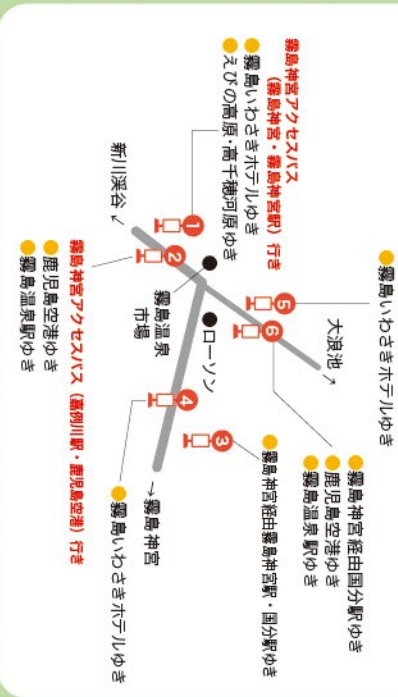 霧島神宮アクセスバス
(霧島神宮・霧島神宮駅)行き
●霧島いわさきホテルゆき
●えびの高原・高千穂河原ゆき
新川渓谷
↙
1
2
霧島温泉
市場
霧島神宮アクセスバス(嘉例川駅・鹿児島空港)行き
●鹿児島空港ゆき
●霧島温泉駅ゆき
●霧島いわさきホテルゆき
5
6
大浪池
↗
ローソン
●霧島神宮経由国分駅ゆき
●鹿児島空港ゆき
●霧島温泉駅ゆき
3
●霧島神宮経由霧島神宮駅・国分駅ゆき
4
→霧島神宮
●霧島いわさきホテルゆき